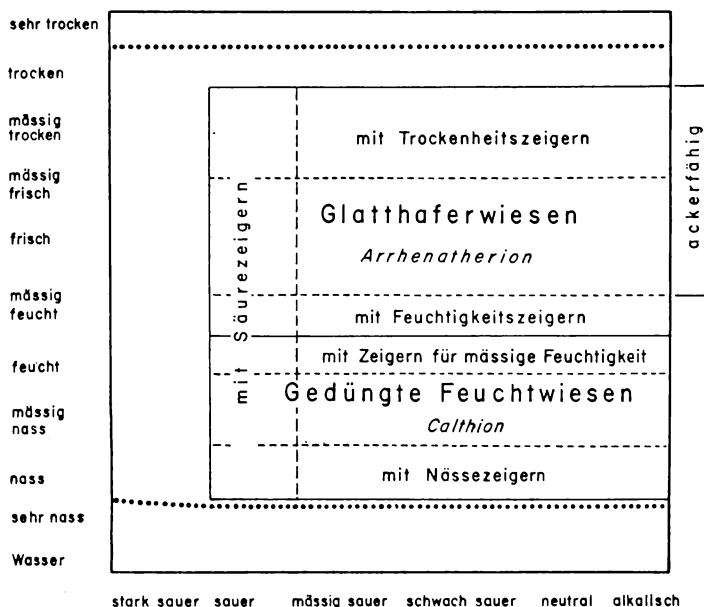 sehr trocken
trocken
mässig
trocken
mässig
frisch
frisch
mässig
feucht
feucht
mässig
nass
nass
sehr nass
Wasser
mit Säurezeigern
mit Trockenheitszeigern
Glatthaferwiesen
Arrhenatherion
mit Feuchtigkeitszeigern
mit Zeigern für mässige Feuchtigkeit
Gedüngte Feuchtwiesen
Calthion
mit Nässezeigern
ackerfähig
stark sauer sauer mässig sauer schwach sauer neutral alkalisch